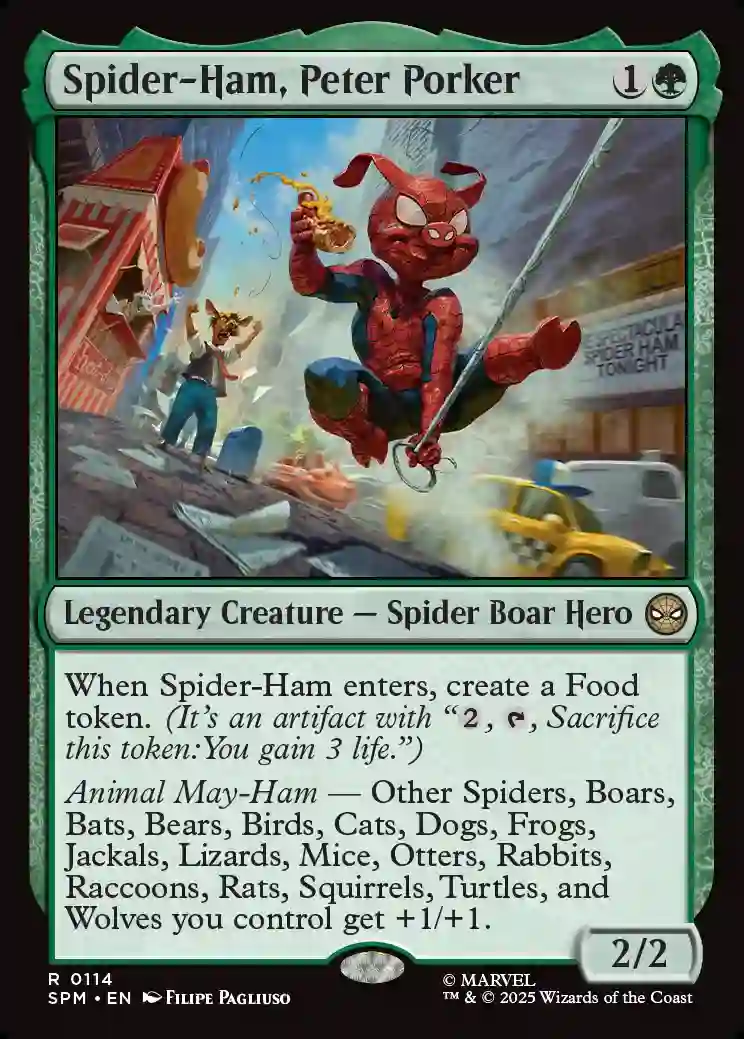 Spider-Ham, Peter Porker 1
SPECTACULA
SPIDER HAM
TONIGHT
Legendary Creature — Spider Boar Hero
When Spider-Ham enters, create a Food
token. (It's an artifact with “2, T, Sacrifice
this token: You gain 3 life.”)
Animal May-Ham — Other Spiders, Boars,
Bats, Bears, Birds, Cats, Dogs, Frogs,
Jackals, Lizards, Mice, Otters, Rabbits,
Raccoons, Rats, Squirrels, Turtles, and
Wolves you control get +1/+1.
2/2
R 0114
SPM • EN Filipe Pagliuso
© MARVEL
™ & © 2025 Wizards of the Coast